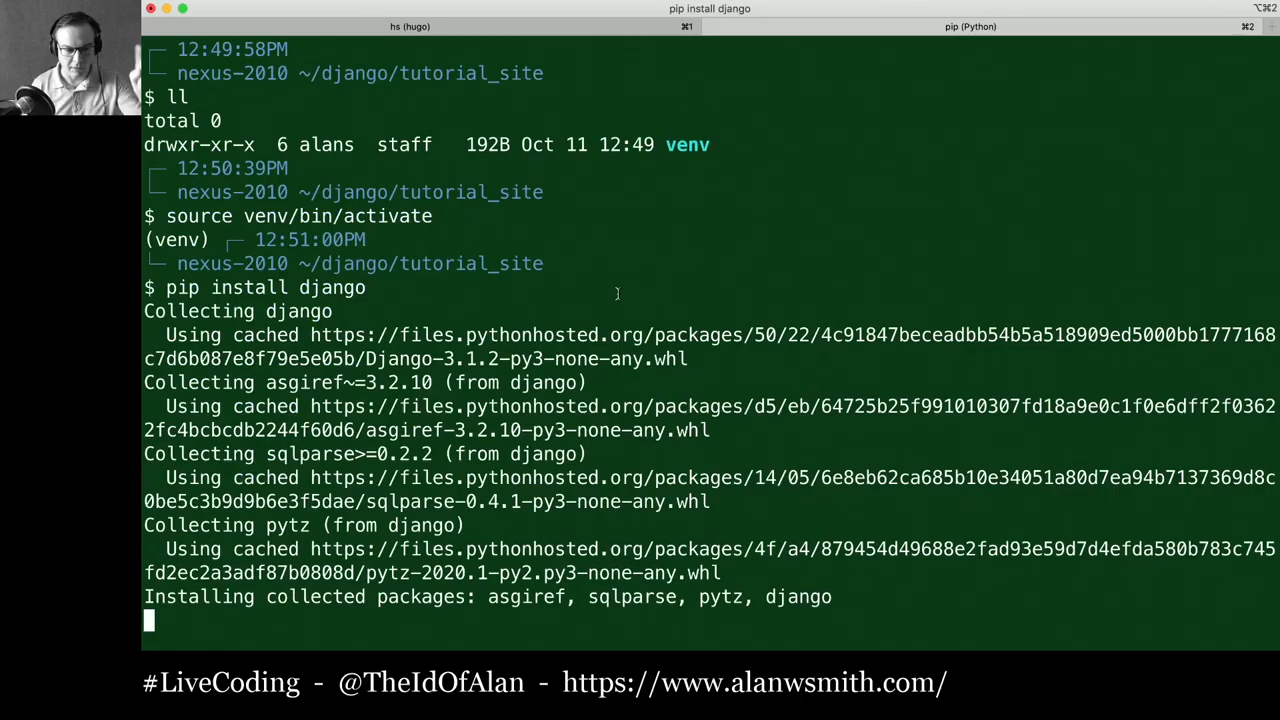 pip install django
⌥⌘2
hs (hugo) ⌘1
pip (Python) ⌘2
12:49:58PM
nexus-2010 ~/django/tutorial_site
$ ll
total 0
drwxr-xr-x  6 alans  staff   192B Oct 11 12:49 venv
12:50:39PM
nexus-2010 ~/django/tutorial_site
$ source venv/bin/activate
(venv) 12:51:00PM
nexus-2010 ~/django/tutorial_site
$ pip install django
Collecting django
Using cached https://files.pythonhosted.org/packages/50/22/4c91847beceadbb54b5a518909ed5000bb1777168
c7d6b087e8f79e5e05b/Django-3.1.2-py3-none-any.whl
Collecting asgiref~=3.2.10 (from django)
Using cached https://files.pythonhosted.org/packages/d5/eb/64725b25f991010307fd18a9e0c1f0e6dff2f0362
2fc4bcbcdb2244f60d6/asgiref-3.2.10-py3-none-any.whl
Collecting sqlparse>=0.2.2 (from django)
Using cached https://files.pythonhosted.org/packages/14/05/6e8eb62ca685b10e34051a80d7ea94b7137369d8c
0be5c3b9d9b6e3f5dae/sqlparse-0.4.1-py3-none-any.whl
Collecting pytz (from django)
Using cached https://files.pythonhosted.org/packages/4f/a4/879454d49688e2fad93e59d7d4efda580b783c745
fd2ec2a3adf87b0808d/pytz-2020.1-py2.py3-none-any.whl
Installing collected packages: asgiref, sqlparse, pytz, django
#LiveCoding - @TheIdOfAlan - https://www.alanwsmith.com/